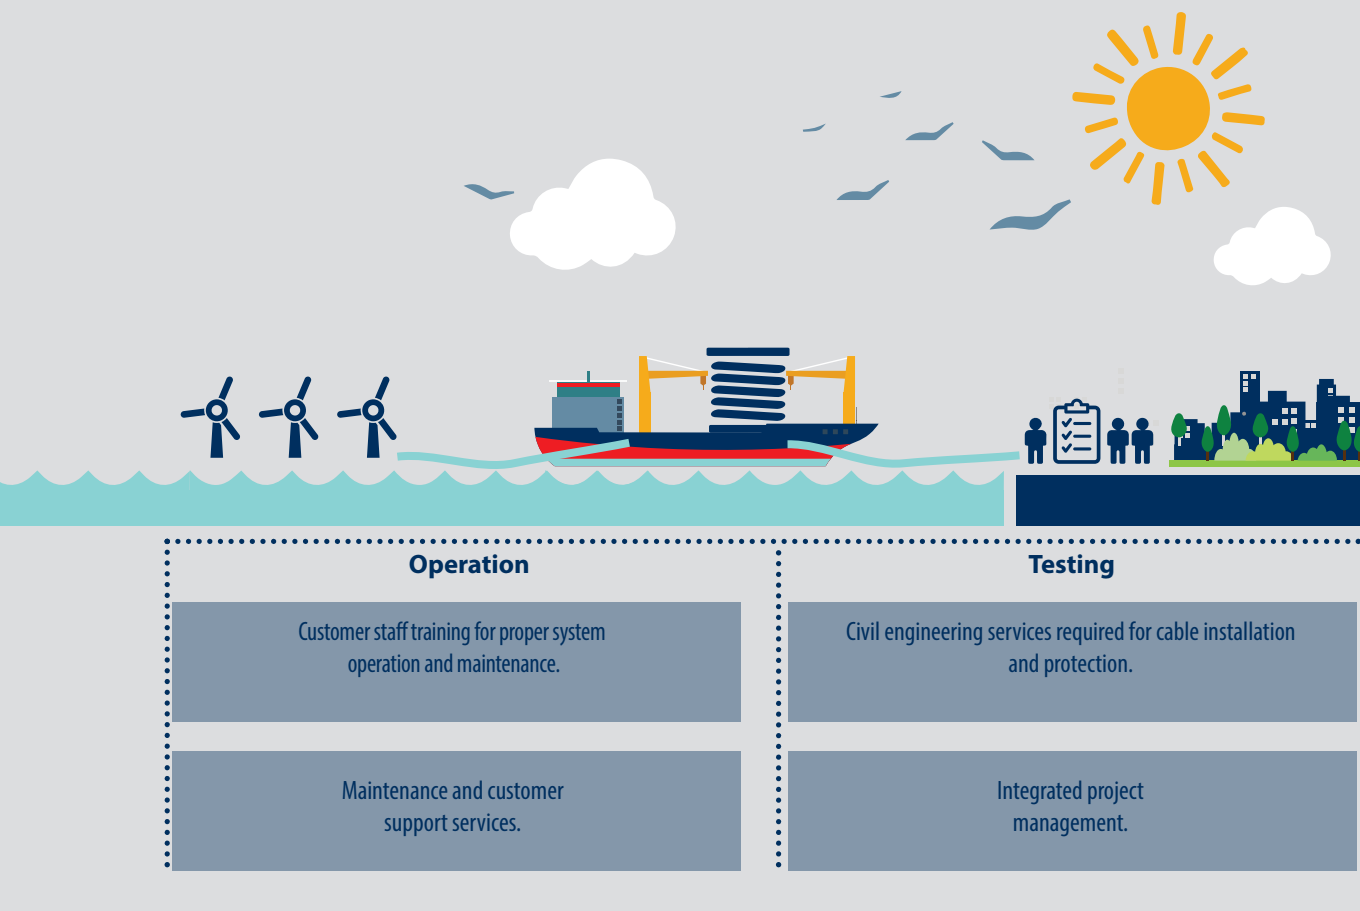 Operation
Customer staff training for proper system
operation and maintenance.
Maintenance and customer
support services.
Testing
Civil engineering services required for cable installation
and protection.
Integrated project
management.